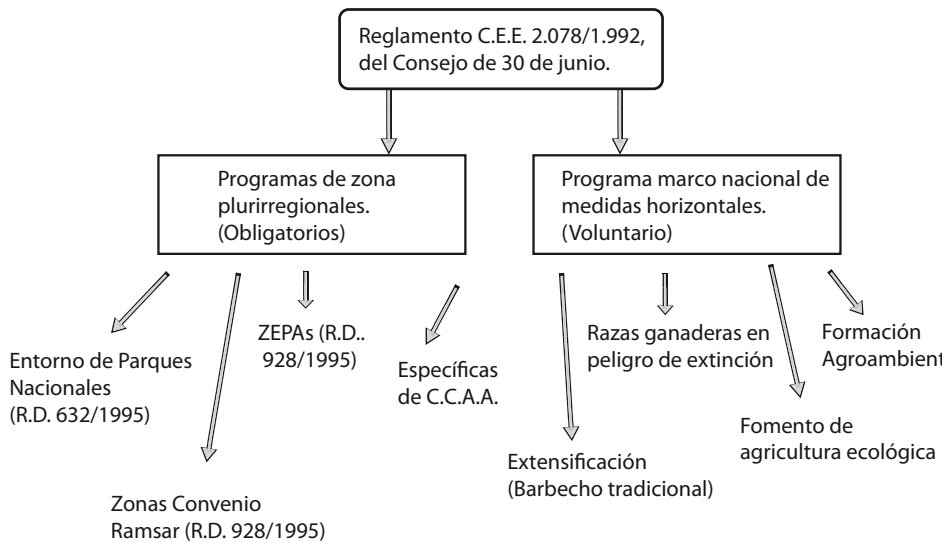 Reglamento C.E.E. 2.078/1.992,
del Consejo de 30 de junio.
Programas de zona
plurirregionales.
(Obligatorios)
Programa marco nacional de
medidas horizontales.
(Voluntario)
Entorno de Parques
Nacionales
(R.D. 632/1995)
Zonas Convenio
Ramsar (R.D. 928/1995)
ZEPAs (R.D..
928/1995)
Específicas
de C.C.A.A.
Extensificación
(Barbecho tradicional)
Razas ganaderas en
peligro de extinción
Fomento de
agricultura ecológica
Formación
Agroambient